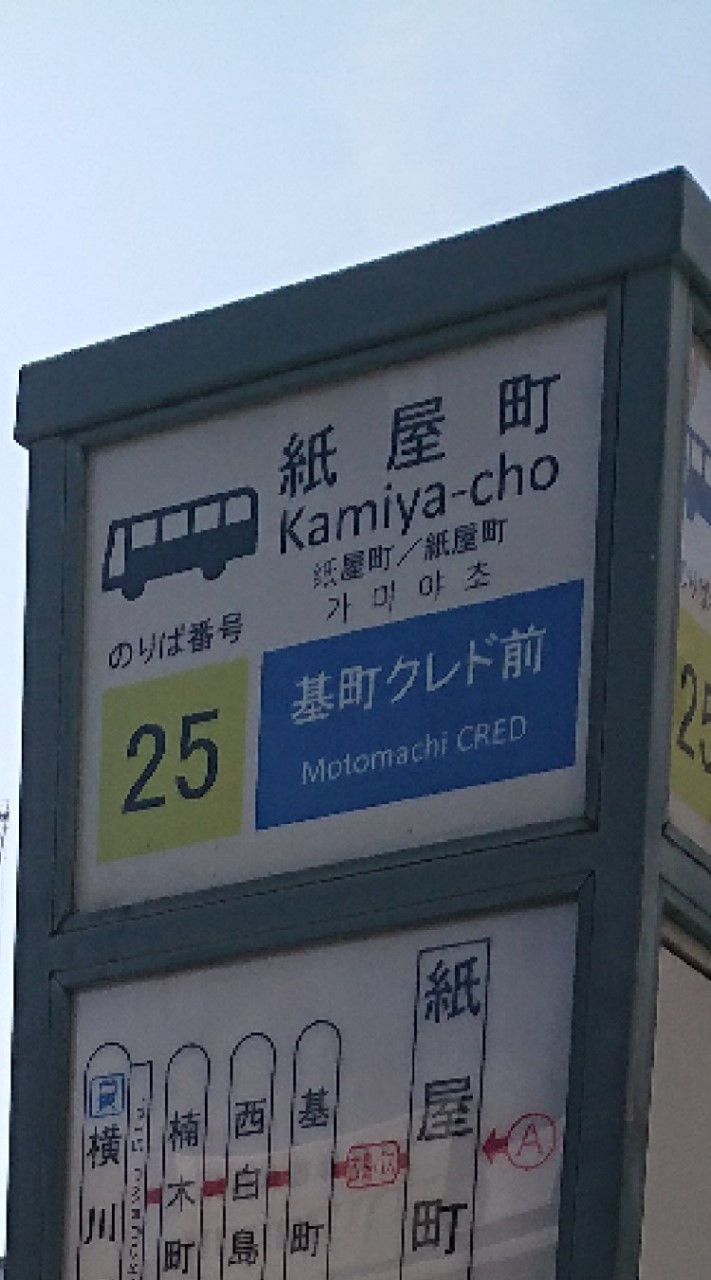 紙屋町
Kamiya-cho
纸屋町／紙屋町
가미야초
のりば番号
25
基町クレド前
Motomachi CRED
紙屋町
A
基町
西白島
楠木町
横川
25